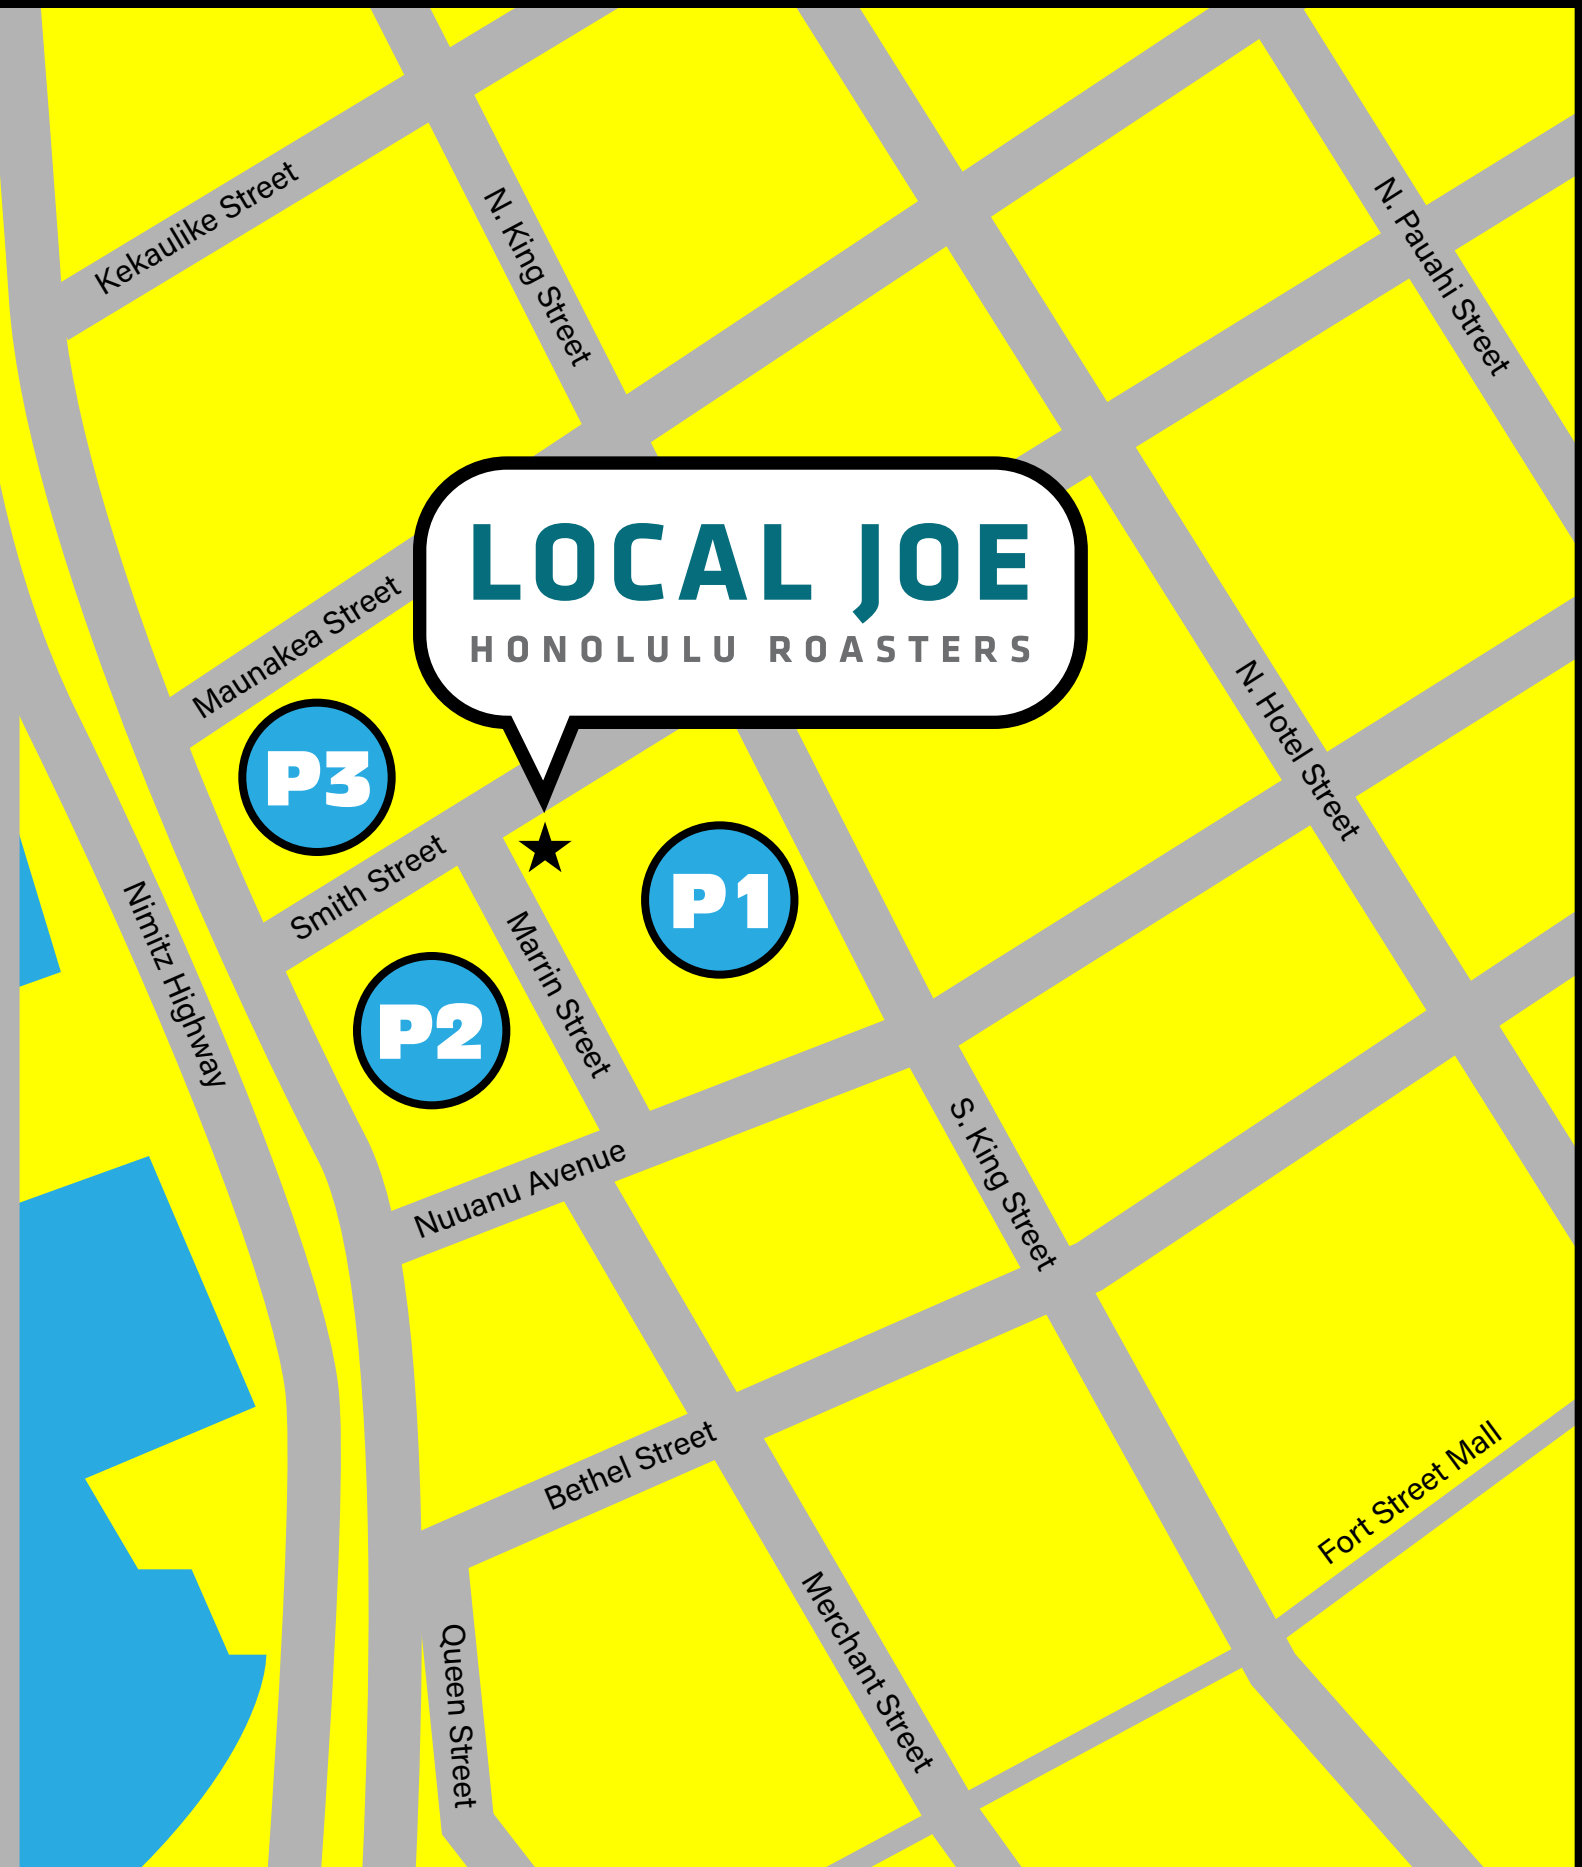 Kekaulike Street
N. King Street
N. Pauahi Street
LOCAL JOE
HONOLULU ROASTERS
Maunakea Street
P3
N. Hotel Street
Smith Street
P1
Nimitz Highway
Marrin Street
P2
S. King Street
Nuuanu Avenue
Bethel Street
Fort Street Mall
Merchant Street
Queen Street